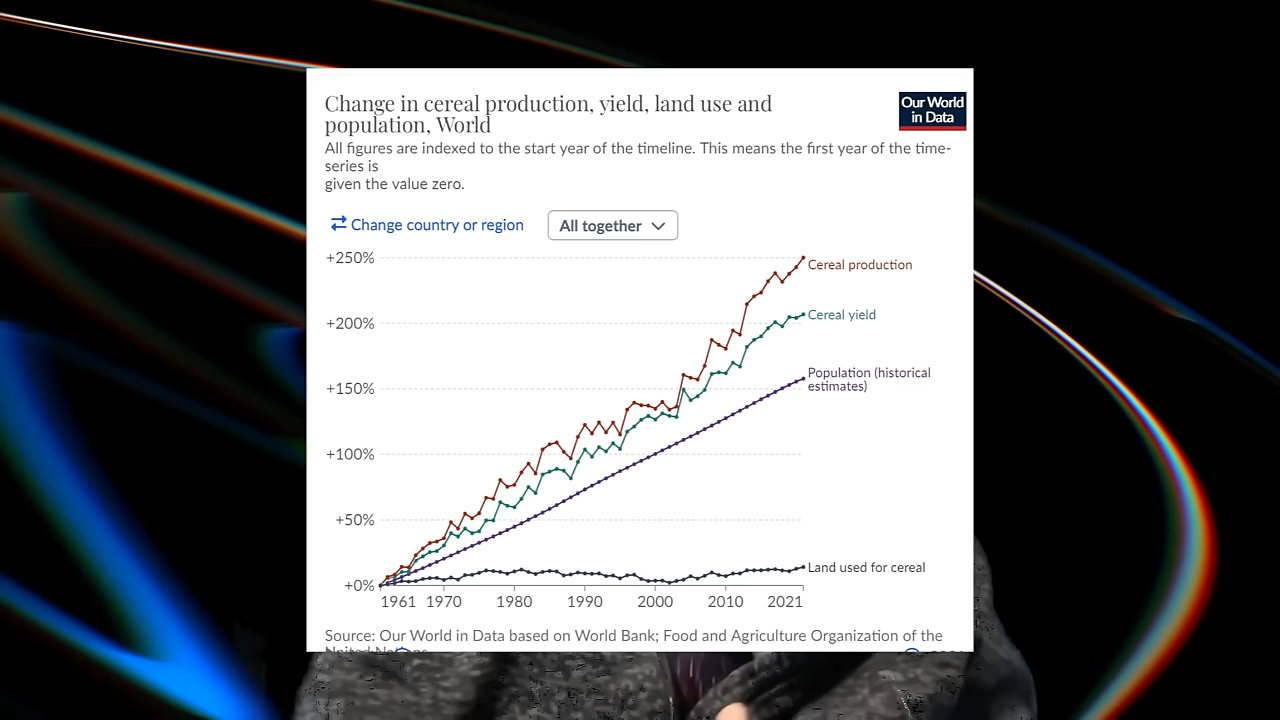 Change in cereal production, yield, land use and
population, World
Our World
in Data
All figures are indexed to the start year of the timeline. This means the first year of the time-
series is
given the value zero.
Change country or region
All together
+250%
Cereal production
+200%
Cereal yield
+150%
Population (historical
estimates)
+100%
+50%
Land used for cereal
+0%
1961 1970 1980 1990 2000 2010 2021
Source: Our World in Data based on World Bank; Food and Agriculture Organization of the